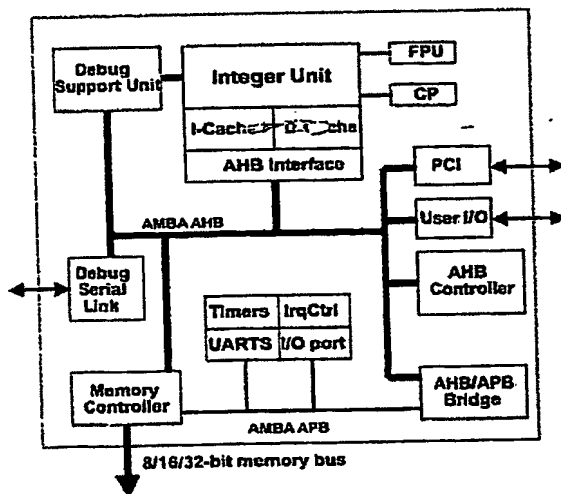 Debug
Support Unit
Integer Unit
FPU
CP
I-Cache
AHB Interface
PCI
AMBA AHB
User I/O
Debug
Serial
Link
AHB
Controller
Timers
IrqCtrl
UARTS
I/O port
Memory
Controller
AHB/APB
Bridge
AMBA APB
8/16/32-bit memory bus